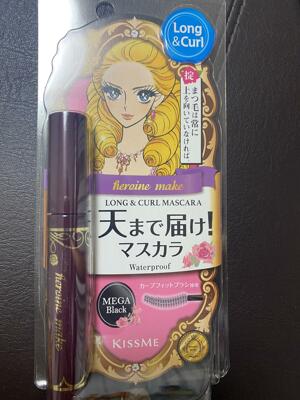 Long
&Curl
掟
まつ毛は常に
上を向いていなければ
heroine make
LONG & CURL MASCARA
天まで届け!
マスカラ
Waterproof
カーブフィットブラシ採用
MEGA
Black
KISSME
heroine make